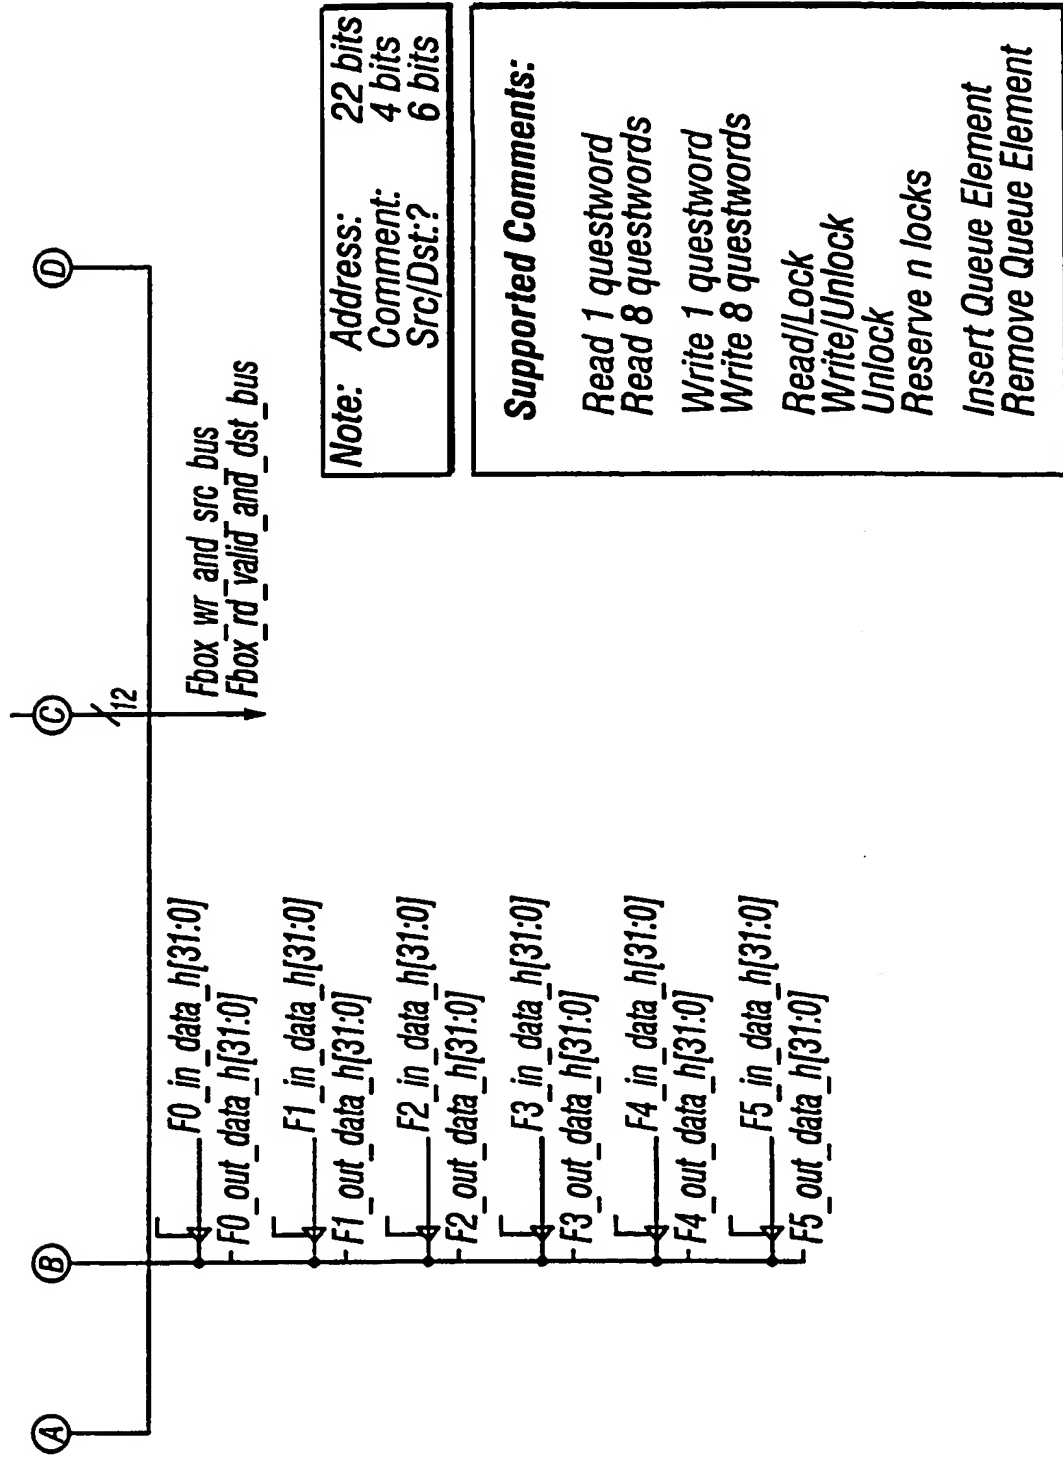 A
B
C
D
12
Fbox_wr_and_src_bus
Fbox_rd_valid_and_dst_bus
F0_in_data_h[31:0]
F0_out_data_h[31:0]
F1_in_data_h[31:0]
F1_out_data_h[31:0]
F2_in_data_h[31:0]
F2_out_data_h[31:0]
F3_in_data_h[31:0]
F3_out_data_h[31:0]
F4_in_data_h[31:0]
F4_out_data_h[31:0]
F5_in_data_h[31:0]
F5_out_data_h[31:0]
Note: Address: 22 bits
Comment: 4 bits
Src/Dst:? 6 bits
Supported Comments:
Read 1 questword
Read 8 questwords
Write 1 questword
Write 8 questwords
Read/Lock
Write/Unlock
Unlock
Reserve n locks
Insert Queue Element
Remove Queue Element